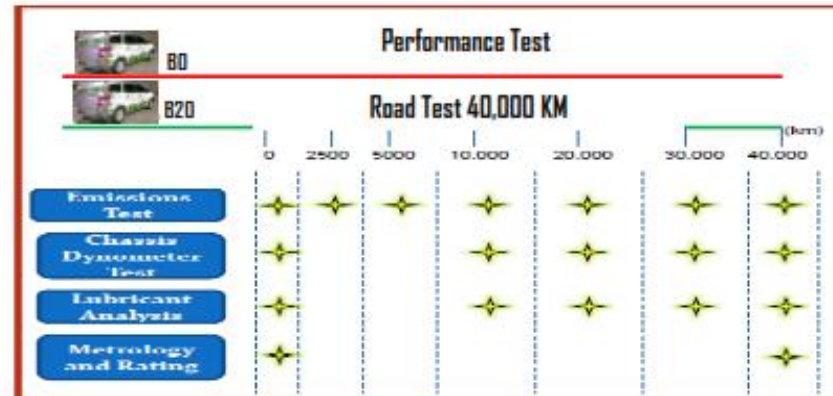 Performance Test
B0
B20
Road Test 40,000 KM
(km)
0 2500 5000 10.000 20.000 30.000 40.000
Emissions
Test
Chassis
Dynometer
Test
Lubricant
Analysis
Metrology
and Rating